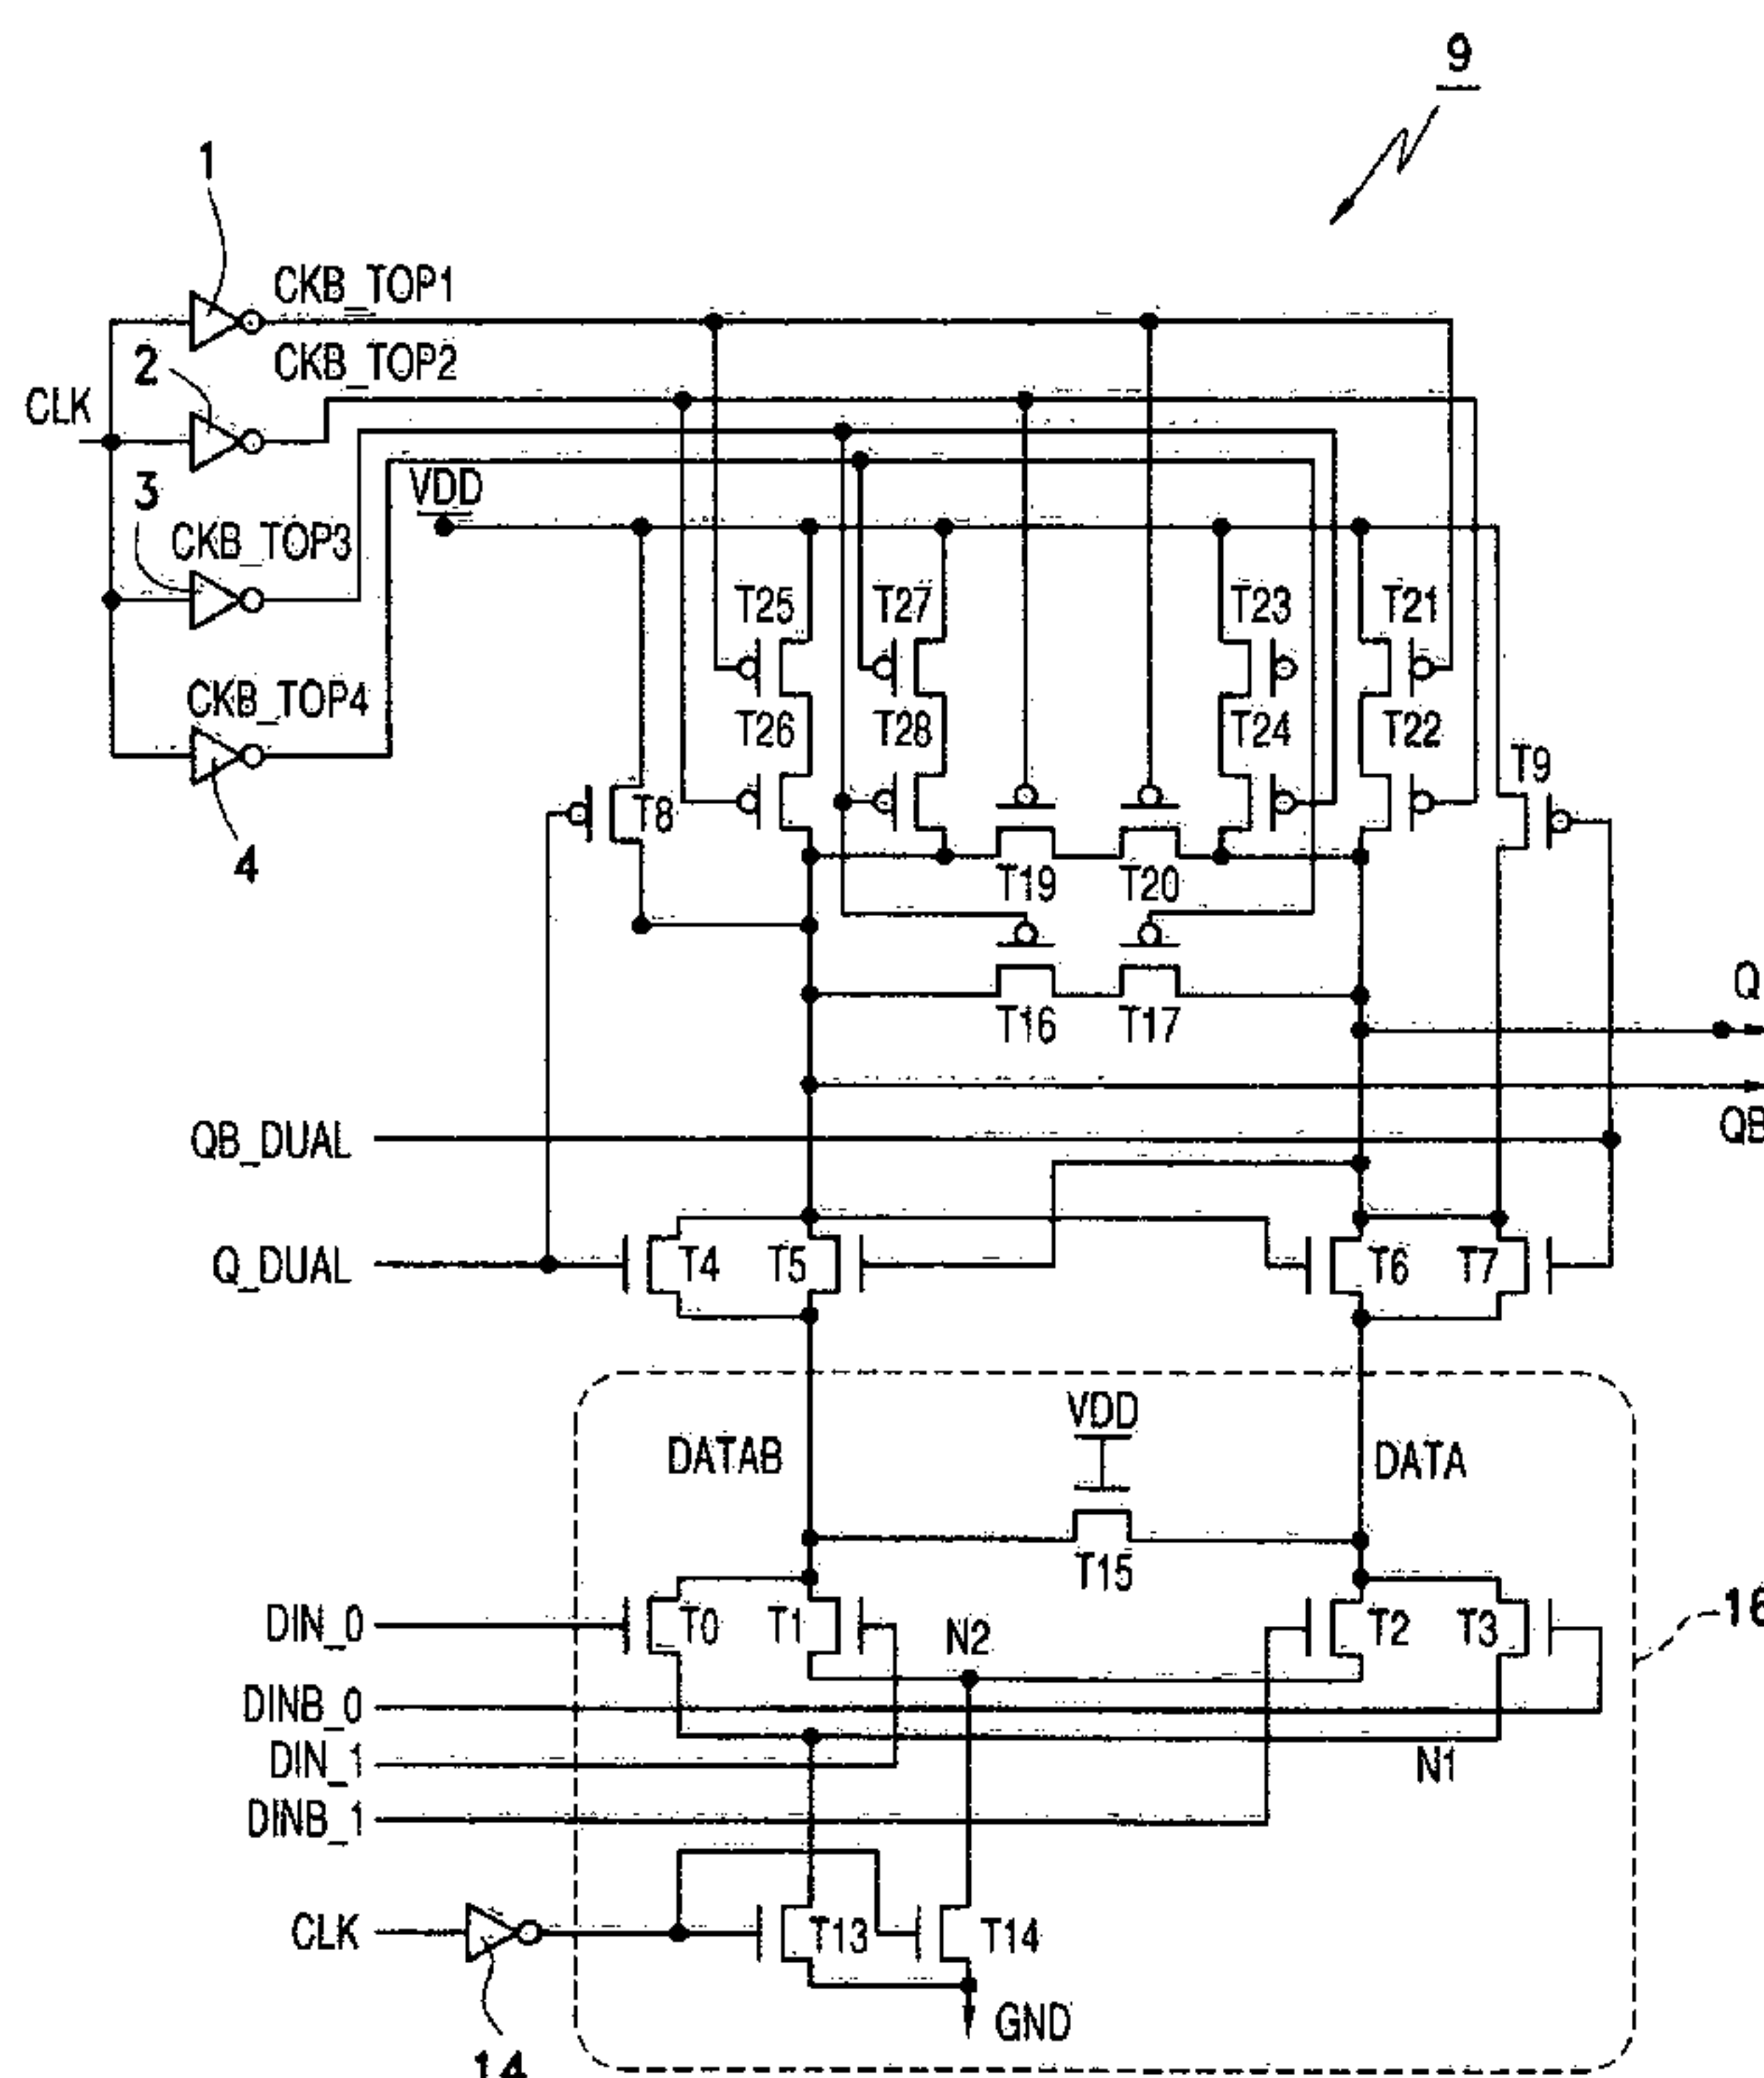 9
1
CKB_TOP1
2
CKB_TOP2
CLK
3
VDD
CKB_TOP3
T25 T27 T23 T21
CKB_TOP4
T26 T28 T24 T22
T9
T8
4
T19 T20
Q
T16 T17
QB_DUAL
QB
Q_DUAL
T4 T5 T6 T7
VDD
DATAB DATA
T15
DIN_0
T0 T1 N2 T2 T3
16
DINB_0
DIN_1
N1
DINB_1
CLK
T13 T14
GND
14